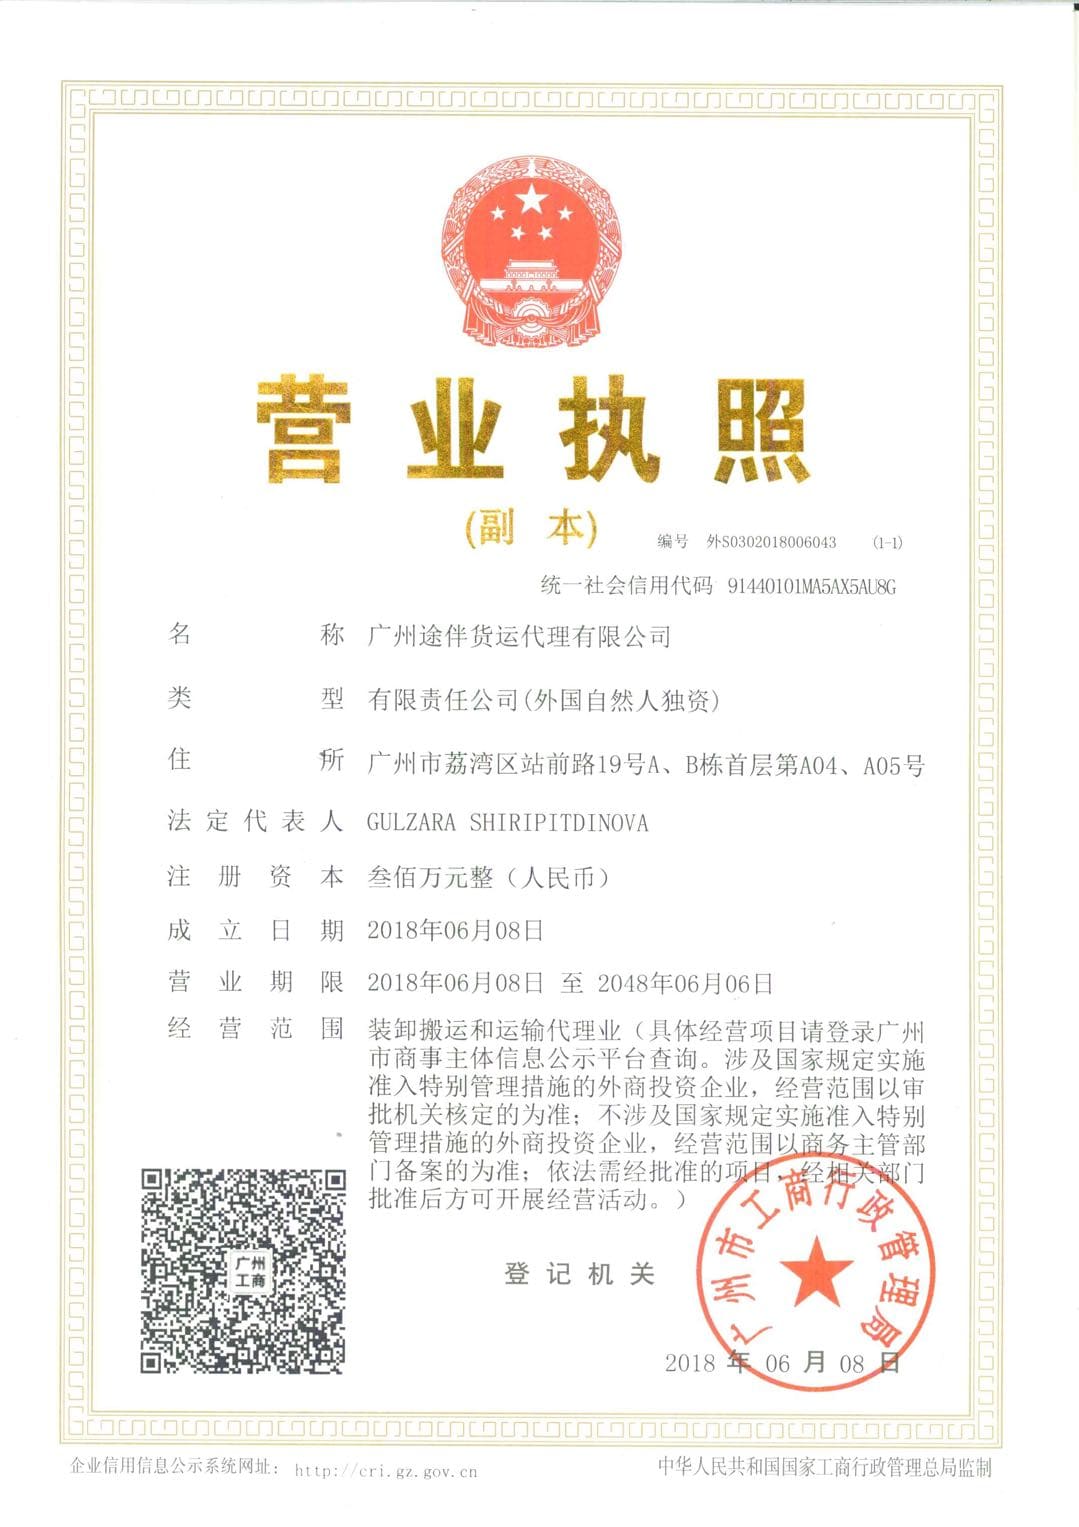 营业执照
(副 本)
编号 外S0302018006043 (1-1)
统一社会信用代码 91440101MA5AX5AU8G
名称 广州途伴货运代理有限公司
类型 有限责任公司(外国自然人独资)
住所 广州市荔湾区站前路19号A、B栋首层第A04、A05号
法定代表人 GULZARA SHIRIPITDINOVA
注册资本 叁佰万元整（人民币）
成立日期 2018年06月08日
营业期限 2018年06月08日 至 2048年06月06日
经营范围 装卸搬运和运输代理业（具体经营项目请登录广州
市商事主体信息公示平台查询。涉及国家规定实施
准入特别管理措施的外商投资企业，经营范围以审
批机关核定的为准；不涉及国家规定实施准入特别
管理措施的外商投资企业，经营范围以商务主管部
门备案的为准；依法需经批准的项目，经相关部门
批准后方可开展经营活动。）
广州
工商
登记机关
广州市工商行政管理局
2018 年 06 月 08 日
企业信用信息公示系统网址： http://cri.gz.gov.cn
中华人民共和国国家工商行政管理总局监制